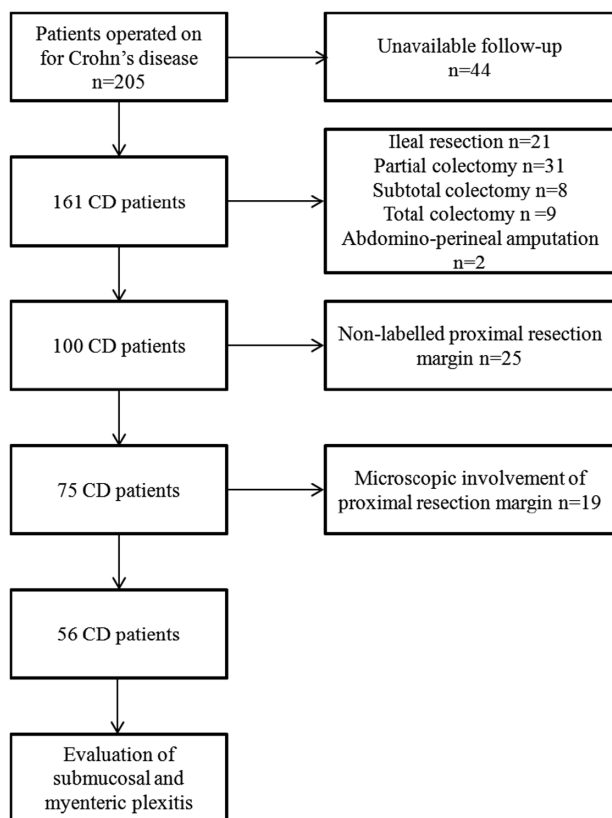 Patients operated on
for Crohn's disease
n=205
Unavailable follow-up
n=44
161 CD patients
Ileal resection n=21
Partial colectomy n=31
Subtotal colectomy n=8
Total colectomy n =9
Abdomino-perineal amputation
n=2
100 CD patients
Non-labelled proximal resection
margin n=25
75 CD patients
Microscopic involvement of
proximal resection margin n=19
56 CD patients
Evaluation of
submucosal and
myenteric plexitis